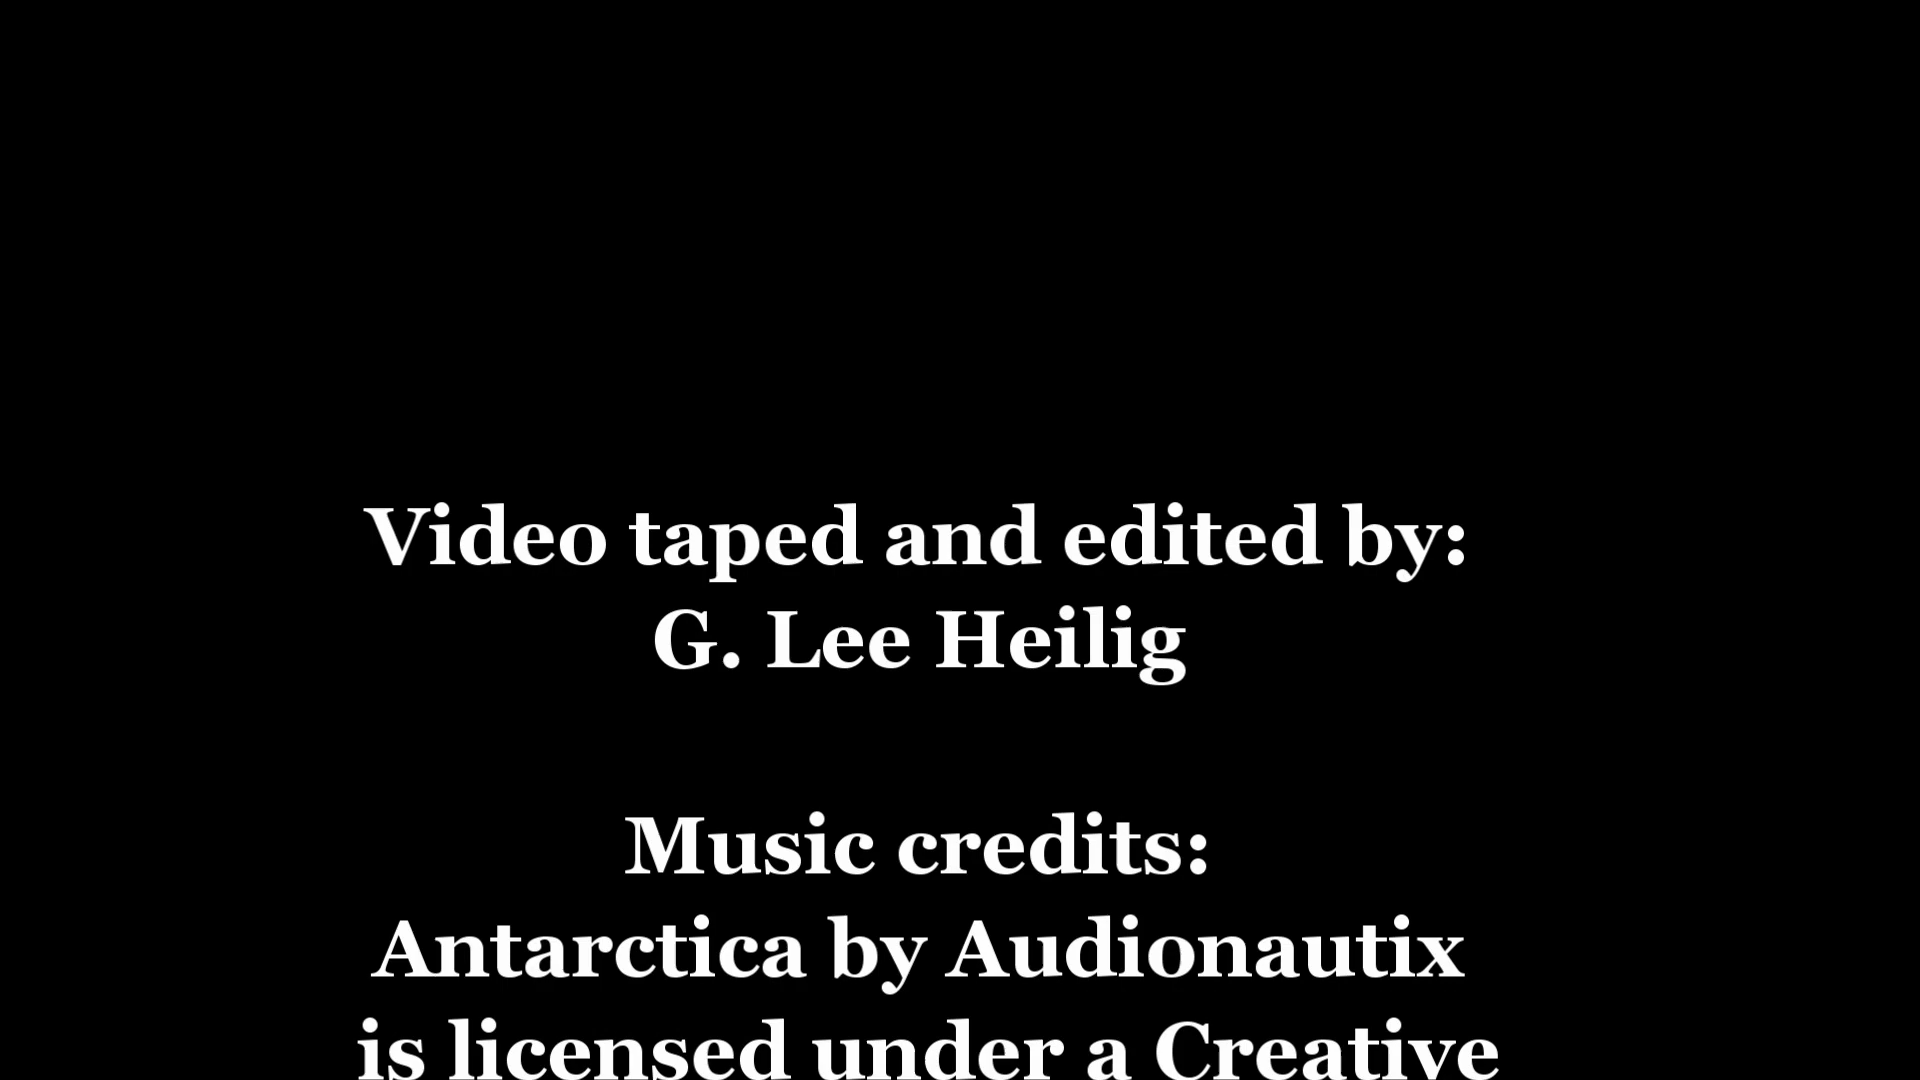 Video taped and edited by:
G. Lee Heilig
Music credits:
Antarctica by Audionautix
is licensed under a Creative